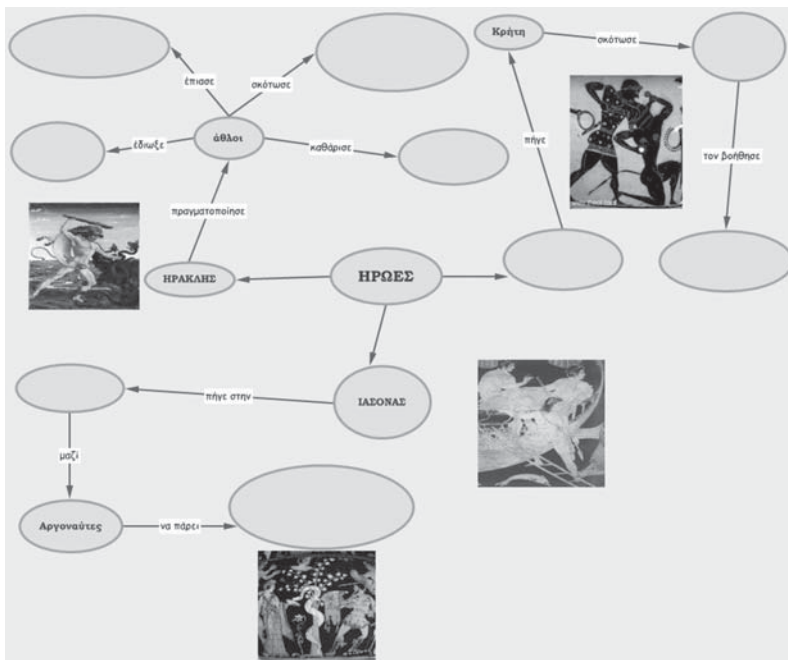 Κρήτη
σκότωσε
έπιασε
σκότωσε
έδιωξε
άθλοι
καθάρισε
πήγε
τον βοήθησε
πραγματοποίησε
ΗΡΑΚΛΗΣ
ΗΡΩΕΣ
πήγε στην
ΙΑΣΟΝΑΣ
μαζί
Αργοναύτες
να πάρει